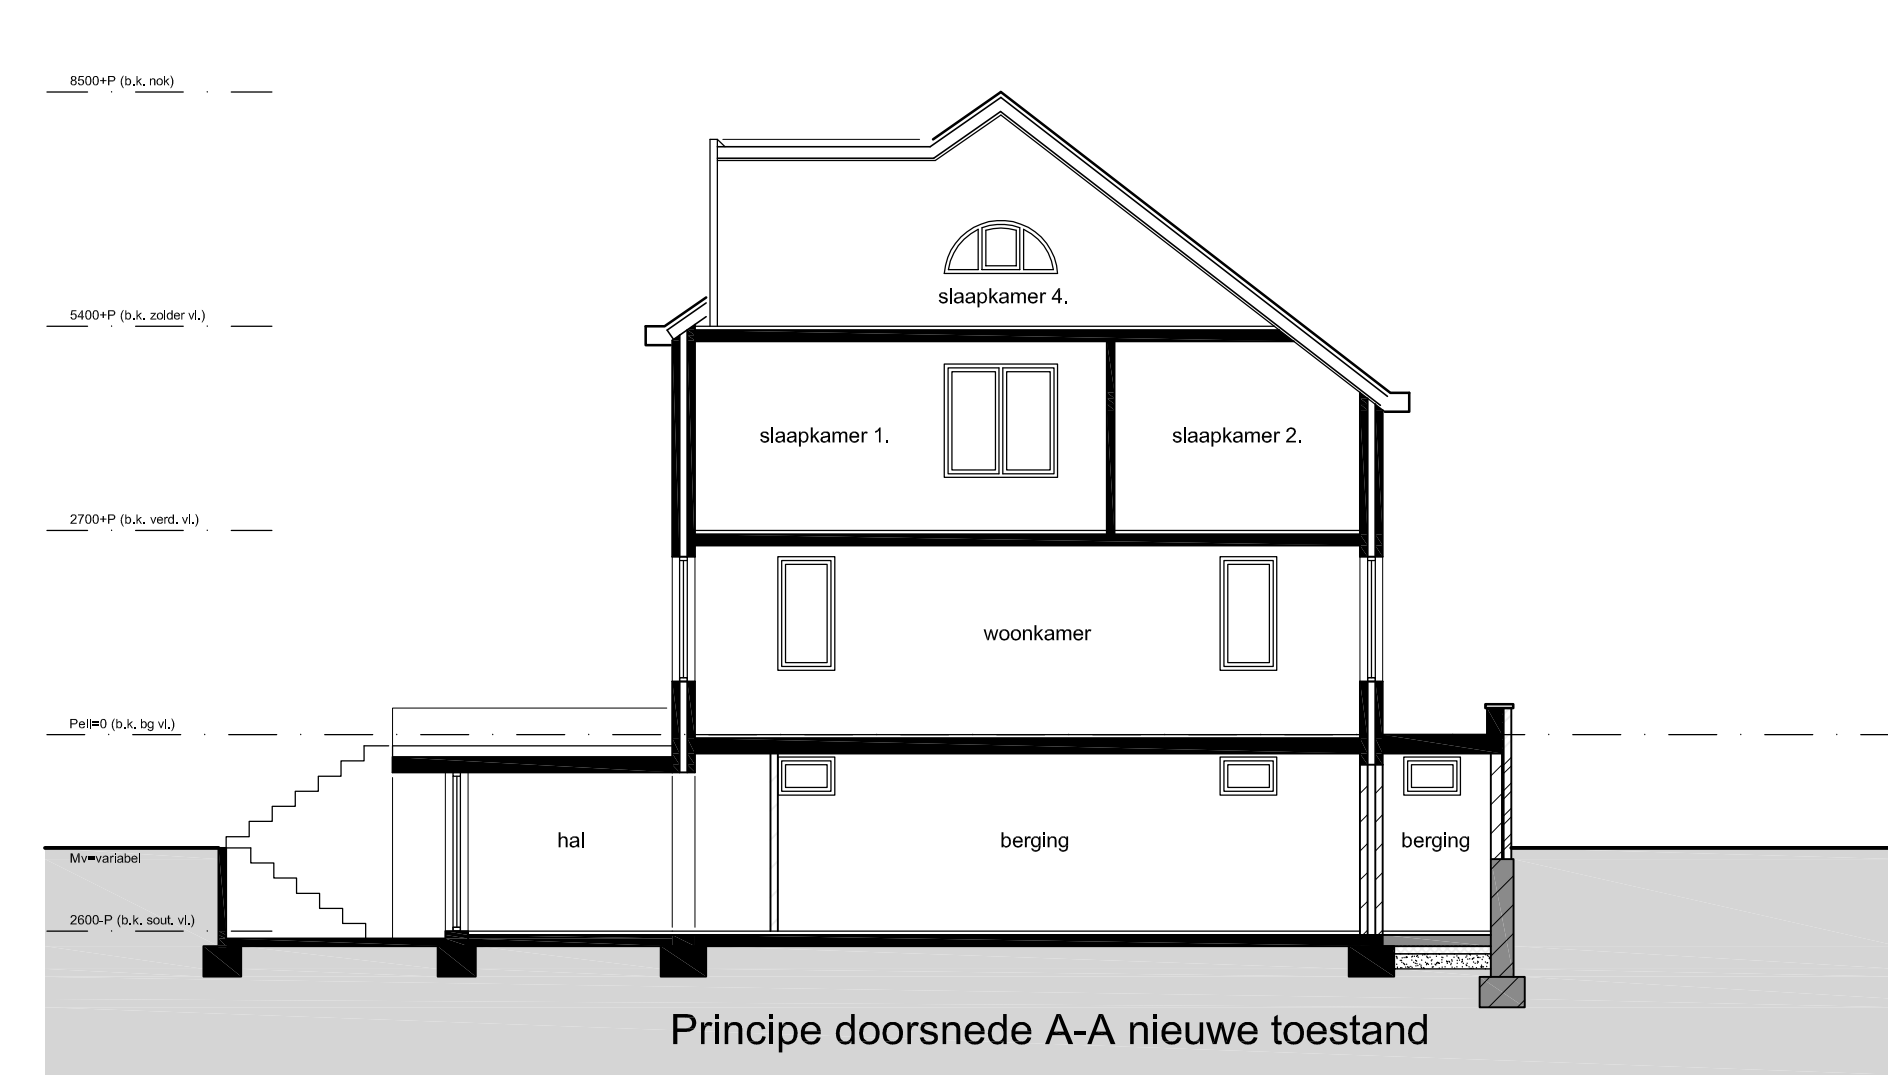 8500+P (b.k. nok)
slaapkamer 4.
5400+P (b.k. zolder vl.)
slaapkamer 1.
slaapkamer 2.
2700+P (b.k. verd. vl.)
woonkamer
Peil=0 (b.k. bg vl.)
hal
berging
berging
Mv=variabel
2600-P (b.k. sout. vl.)
Principe doorsnede A-A nieuwe toestand